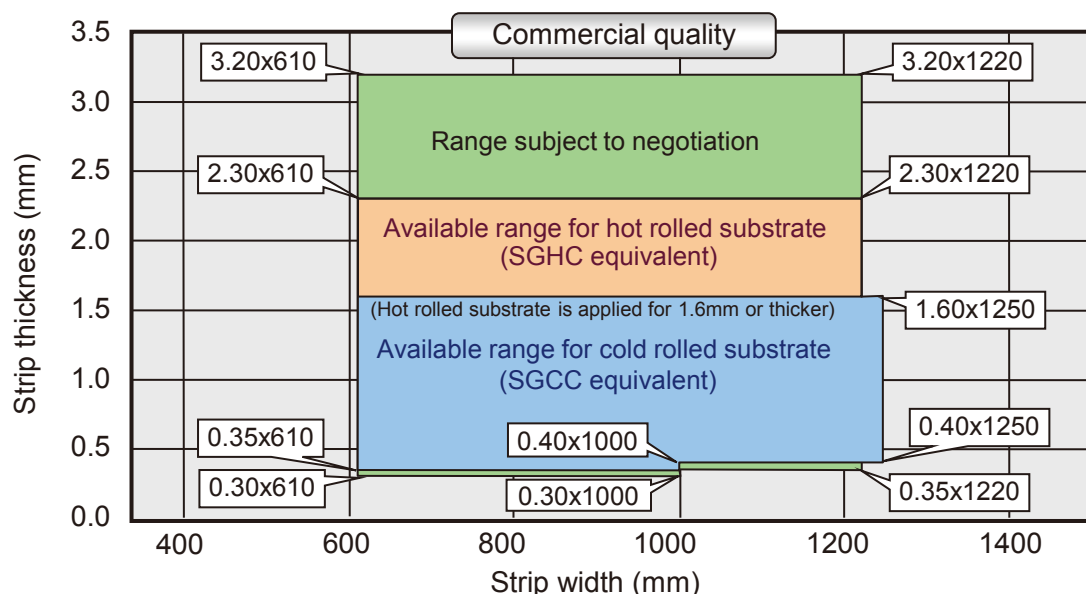 Commercial quality
3.5
3.20x610
3.20x1220
3.0
Range subject to negotiation
2.5
2.30x610
2.30x1220
Available range for hot rolled substrate
(SGHC equivalent)
2.0
1.5
(Hot rolled substrate is applied for 1.6mm or thicker)
1.60x1250
Available range for cold rolled substrate
(SGCC equivalent)
1.0
0.5
0.35x610
0.40x1000
0.40x1250
0.30x610
0.30x1000
0.35x1220
0.0
Strip thickness (mm)
400
600
800
1000
1200
1400
Strip width (mm)